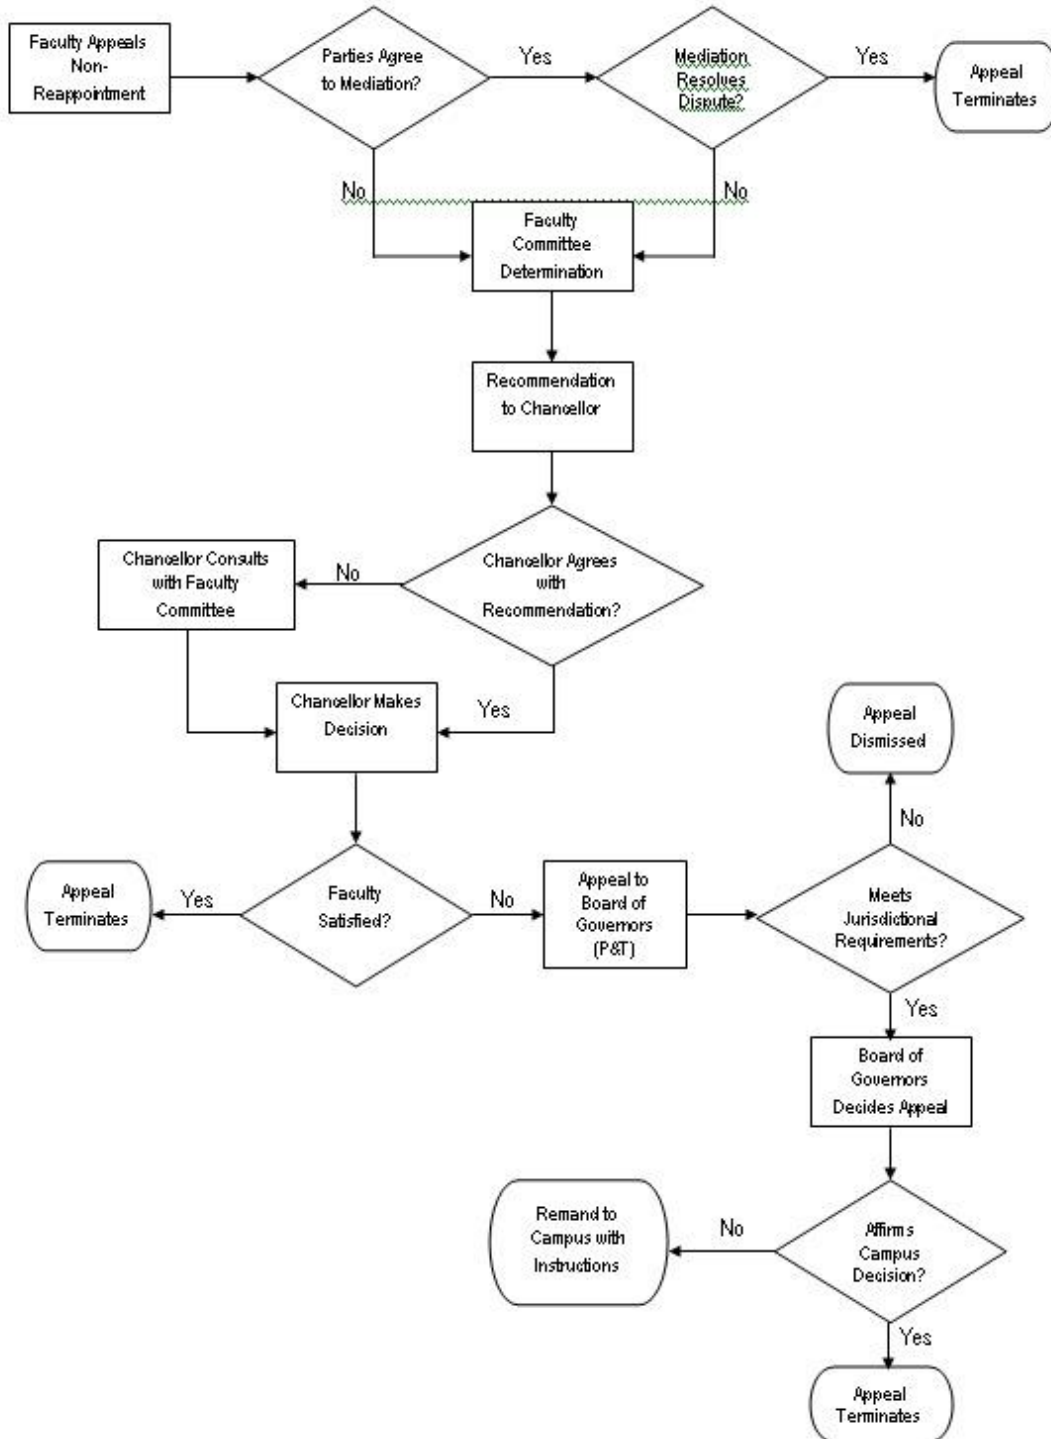 Faculty Appeals
Non-
Reappointment
Parties Agree
to Mediation?
Yes
Mediation
Resolves
Dispute?
Yes
Appeal
Terminates
No
No
Faculty
Committee
Determination
Recommendation
to Chancellor
Chancellor Agrees
with
Recommendation?
No
Chancellor Consults
with Faculty
Committee
Yes
Chancellor Makes
Decision
Faculty
Satisfied?
Yes
Appeal
Terminates
No
Appeal to
Board of
Governors
(P&T)
Meets
Jurisdictional
Requirements?
No
Appeal
Dismissed
Yes
Board of
Governors
Decides Appeal
Affirms
Campus
Decision?
No
Remand to
Campus with
Instructions
Yes
Appeal
Terminates